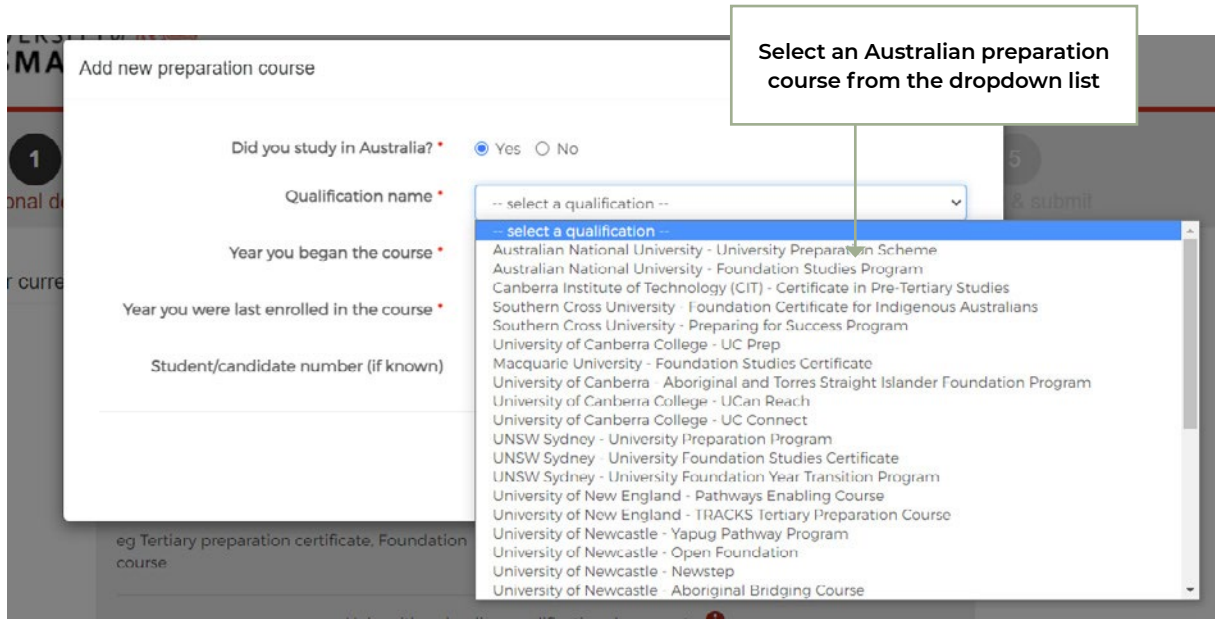 Select an Australian preparation
course from the dropdown list
Add new preparation course
Did you study in Australia? * Yes No
1
5
Qualification name * -- select a qualification --
& submit
-- select a qualification --
Year you began the course *
Australian National University - University Preparation Scheme
Australian National University - Foundation Studies Program
r curre
Canberra Institute of Technology (CIT) - Certificate in Pre-Tertiary Studies
Year you were last enrolled in the course *
Southern Cross University - Foundation Certificate for Indigenous Australians
Southern Cross University - Preparing for Success Program
University of Canberra College - UC Prep
Student/candidate number (if known)
Macquarie University - Foundation Studies Certificate
University of Canberra - Aboriginal and Torres Straight Islander Foundation Program
University of Canberra College - UCan Reach
University of Canberra College - UC Connect
UNSW Sydney - University Preparation Program
UNSW Sydney - University Foundation Studies Certificate
UNSW Sydney - University Foundation Year Transition Program
University of New England - Pathways Enabling Course
University of New England - TRACKS Tertiary Preparation Course
University of Newcastle - Yapug Pathway Program
University of Newcastle - Open Foundation
University of Newcastle - Newstep
University of Newcastle - Aboriginal Bridging Course
eg Tertiary preparation certificate, Foundation
course